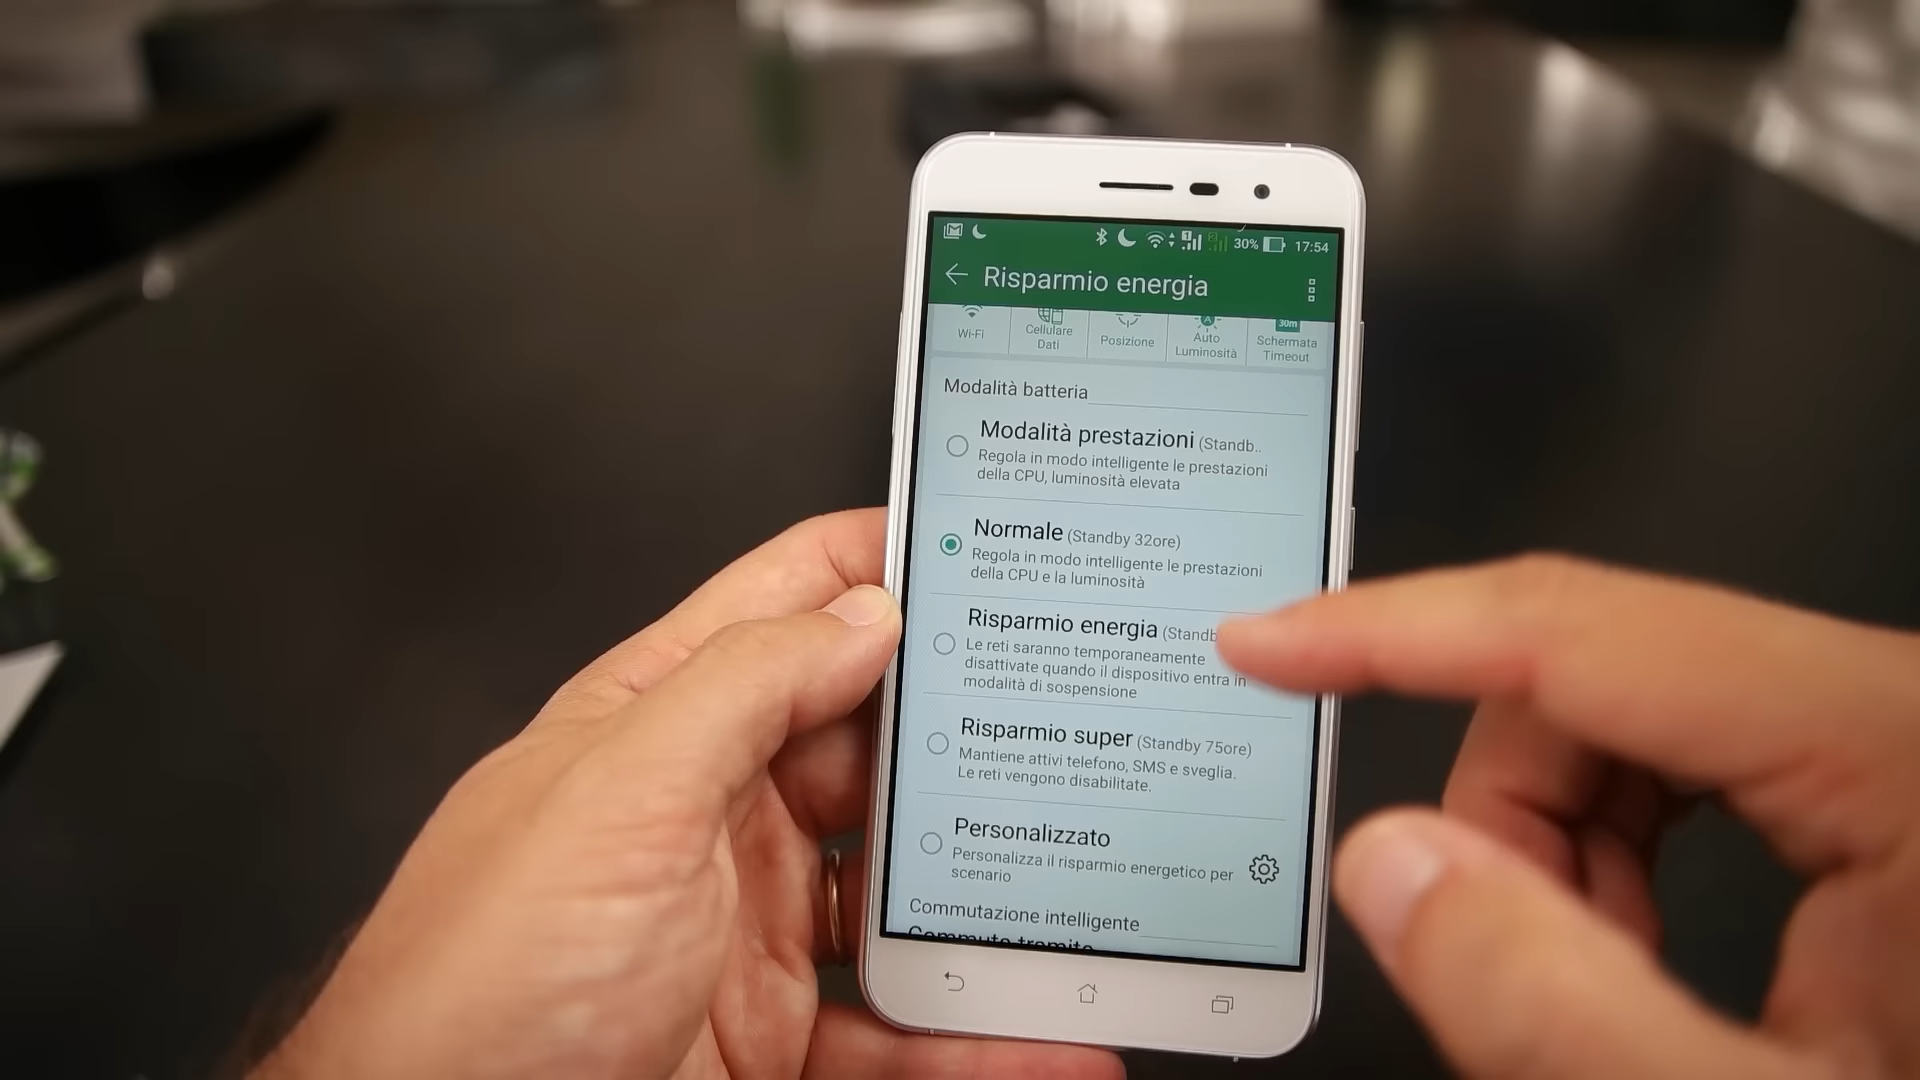 30% 17:54
Risparmio energia
Wi-Fi
Cellulare
Dati
Posizione
Auto
Luminosità
30m
Schermata
Timeout
Modalità batteria
Modalità prestazioni (Standb..
Regola in modo intelligente le prestazioni
della CPU, luminosità elevata
Normale (Standby 32ore)
Regola in modo intelligente le prestazioni
della CPU e la luminosità
Risparmio energia (Standb
Le reti saranno temporaneamente
disattivate quando il dispositivo entra in
modalità di sospensione
Risparmio super (Standby 75ore)
Mantiene attivi telefono, SMS e sveglia.
Le reti vengono disabilitate.
Personalizzato
Personalizza il risparmio energetico per
scenario
Commutazione intelligente